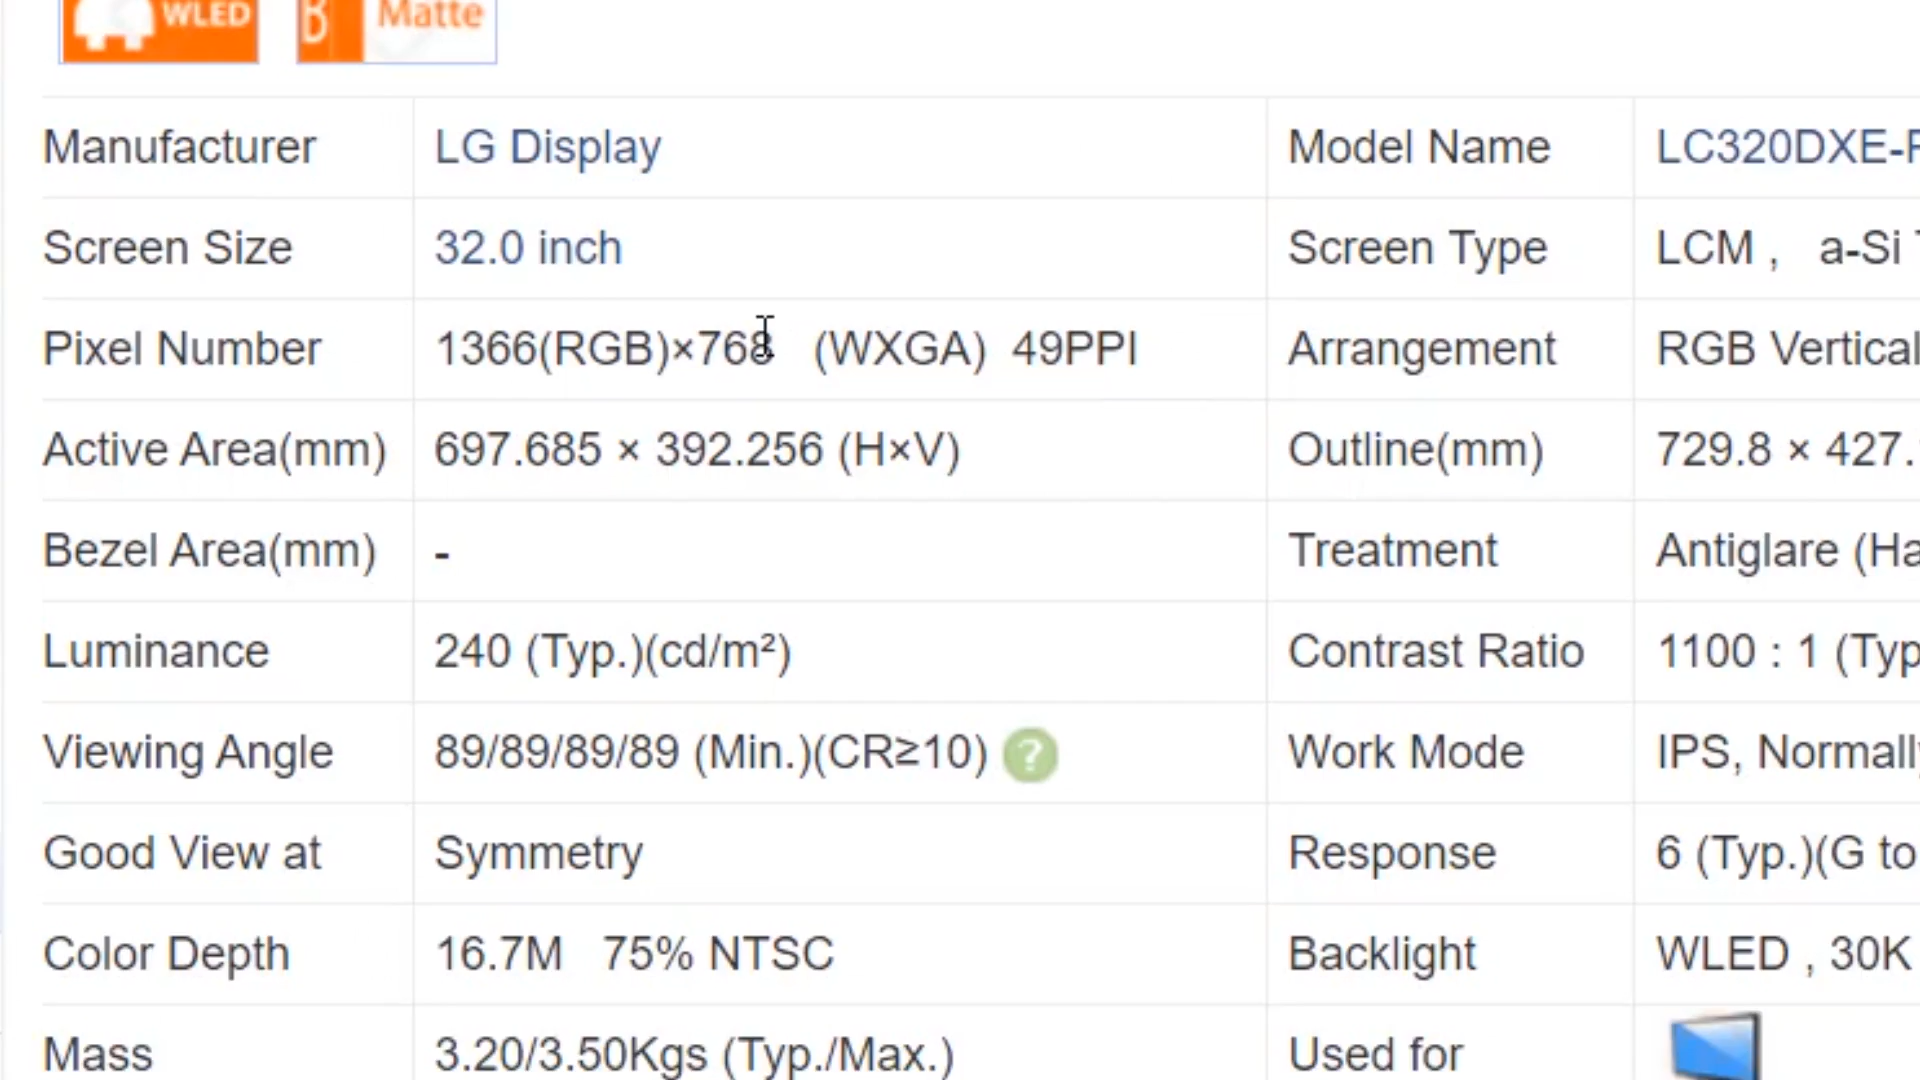 WLED
B Matte
Manufacturer LG Display Model Name LC320DXE-
Screen Size 32.0 inch Screen Type LCM , a-Si
Pixel Number 1366(RGB)×768 (WXGA) 49PPI Arrangement RGB Vertical
Active Area(mm) 697.685 × 392.256 (H×V) Outline(mm) 729.8 × 427.
Bezel Area(mm) - Treatment Antiglare (Ha
Luminance 240 (Typ.)(cd/m²) Contrast Ratio 1100 : 1 (Typ
Viewing Angle 89/89/89/89 (Min.)(CR≥10) ? Work Mode IPS, Normally
Good View at Symmetry Response 6 (Typ.)(G to
Color Depth 16.7M 75% NTSC Backlight WLED , 30K
Mass 3.20/3.50Kgs (Typ./Max.) Used for